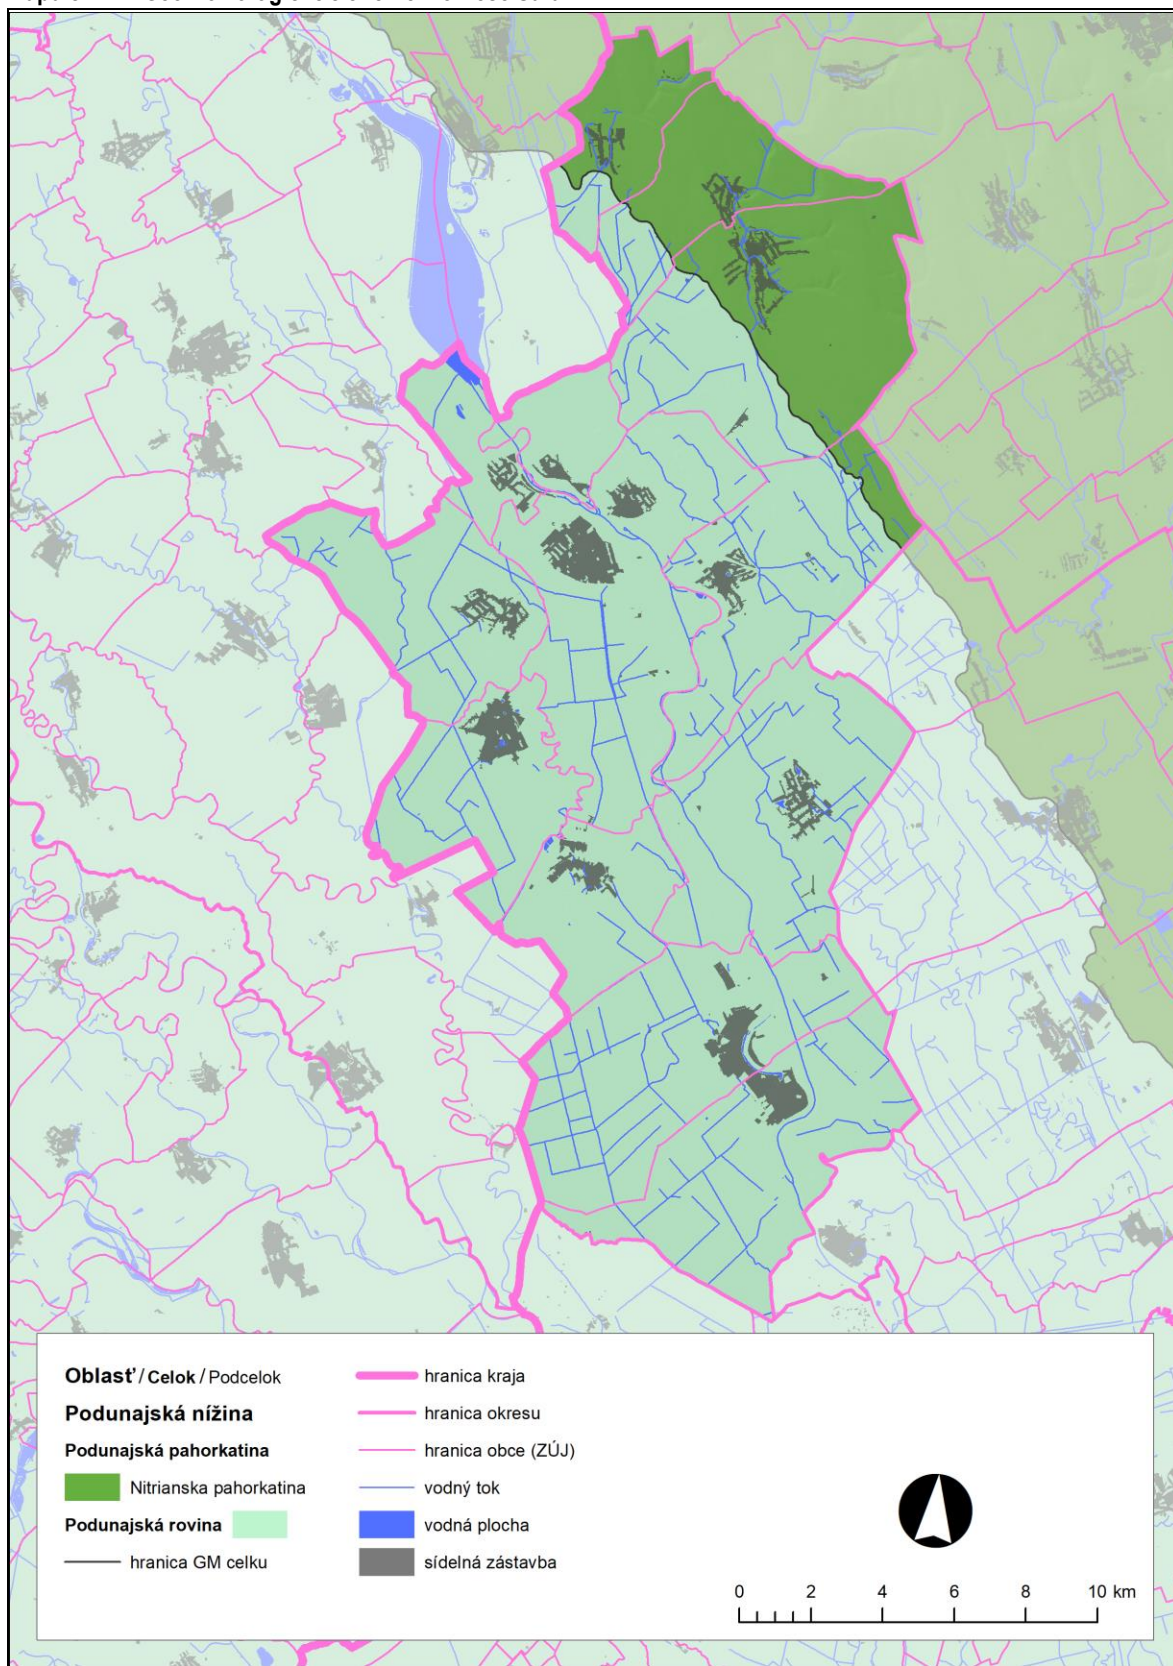 Oblasť / Celok / Podcelok
Podunajská nížina
Podunajská pahorkatina
Nitrianska pahorkatina
Podunajská rovina
hranica GM celku
hranica kraja
hranica okresu
hranica obce (ZÚJ)
vodný tok
vodná plocha
sídelná zástavba
0 2 4 6 8 10 km